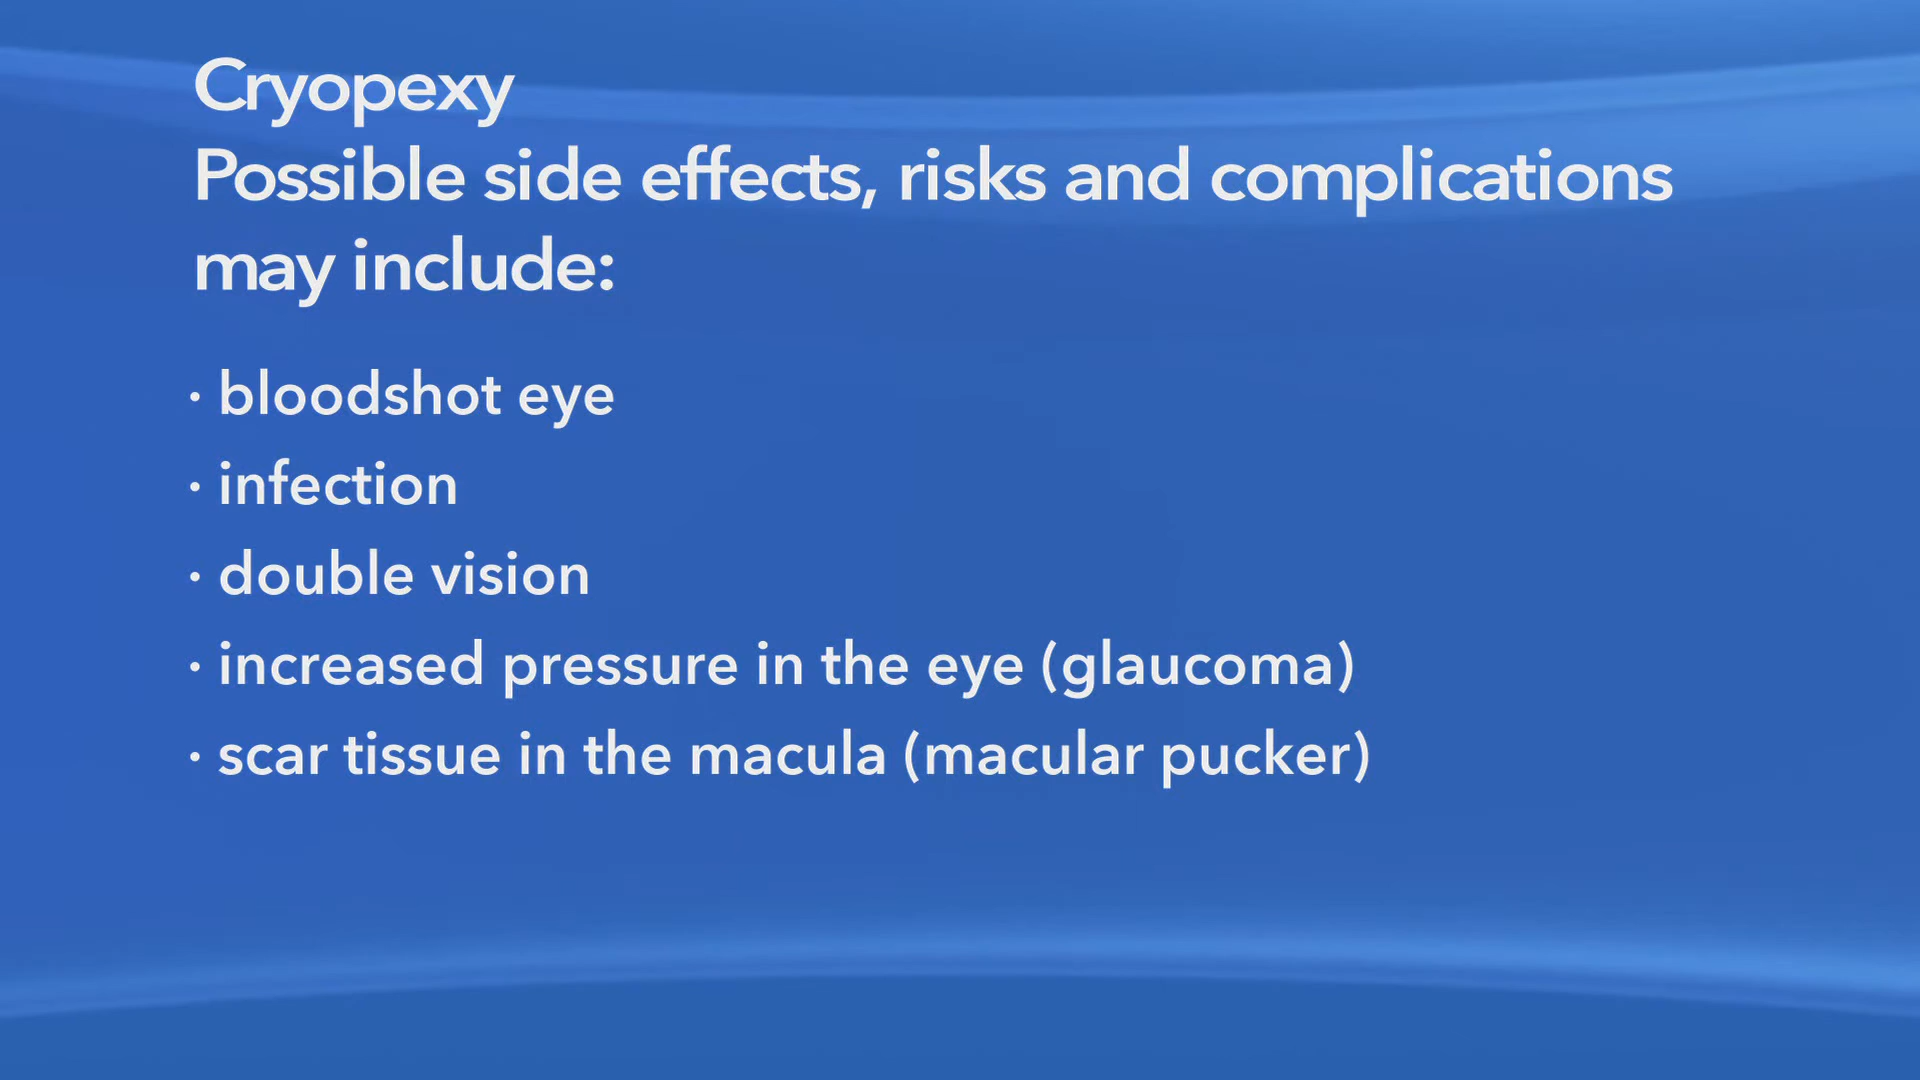 Cryopexy
Possible side effects, risks and complications
may include:
· bloodshot eye
· infection
· double vision
· increased pressure in the eye (glaucoma)
· scar tissue in the macula (macular pucker)